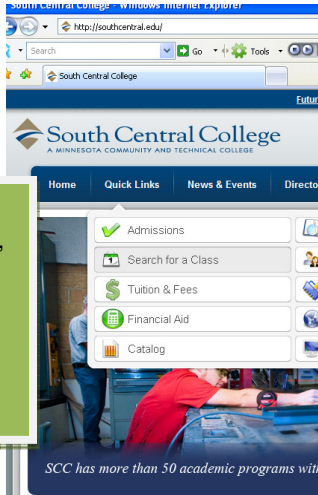 South Central College - Windows Internet Explorer
http://southcentral.edu/
Search Go Tools
South Central College
Futur
South Central College
A MINNESOTA COMMUNITY AND TECHNICAL COLLEGE
Home Quick Links News & Events Directo
,
Admissions
Search for a Class
Tuition & Fees
Financial Aid
Catalog
SCC has more than 50 academic programs with